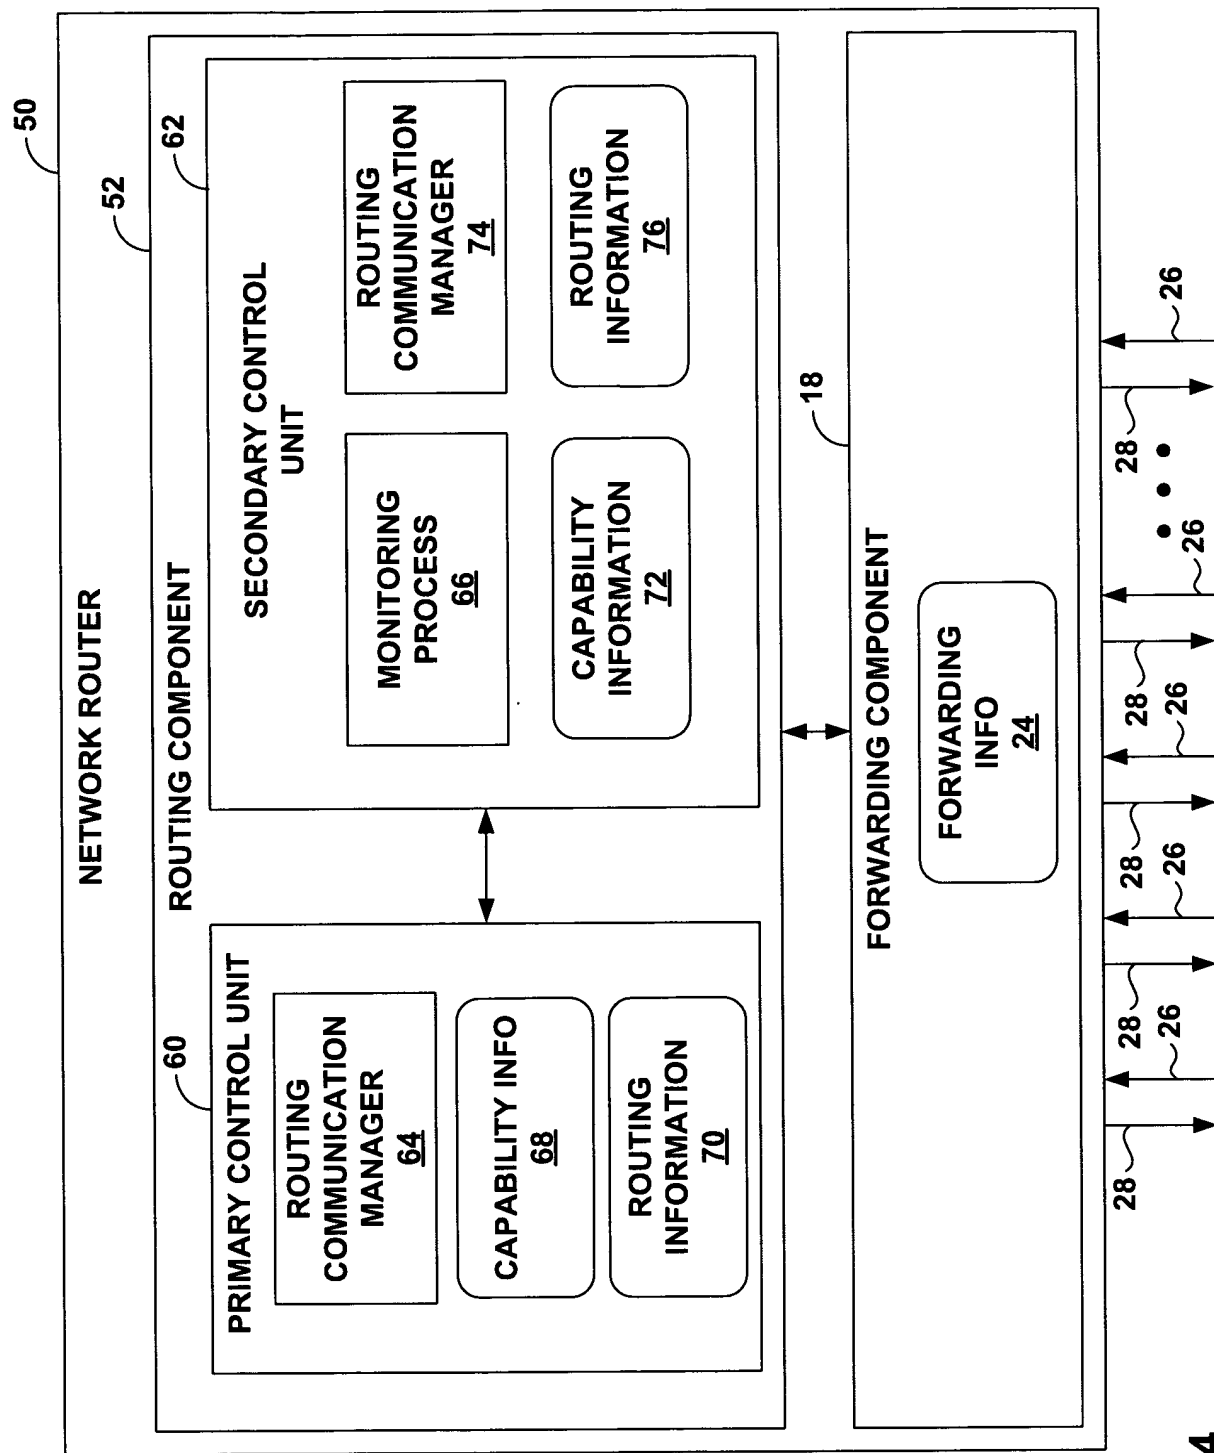 50
NETWORK ROUTER
52
ROUTING COMPONENT
60
PRIMARY CONTROL UNIT
ROUTING
COMMUNICATION
MANAGER
64
CAPABILITY INFO
68
ROUTING
INFORMATION
70
62
SECONDARY CONTROL
UNIT
MONITORING
PROCESS
66
ROUTING
COMMUNICATION
MANAGER
74
CAPABILITY
INFORMATION
72
ROUTING
INFORMATION
76
18
FORWARDING COMPONENT
FORWARDING
INFO
24
28
26
28
26
28
26
28
26
28
26
4